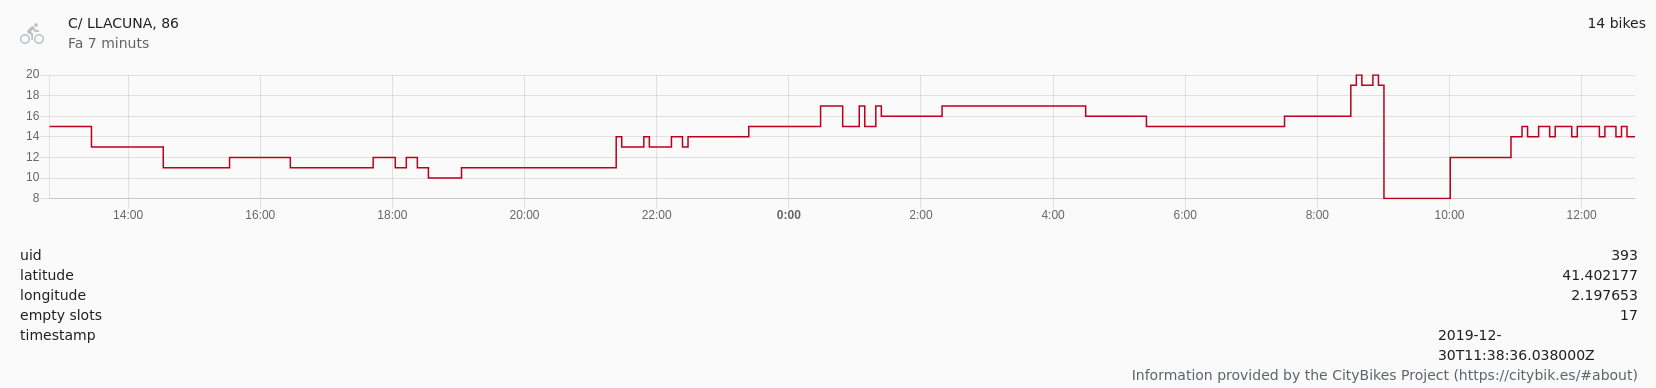 C/ LLACUNA, 86
14 bikes
Fa 7 minuts
20
18
16
14
12
10
8
14:00 16:00 18:00 20:00 22:00 0:00 2:00 4:00 6:00 8:00 10:00 12:00
uid 393
latitude 41.402177
longitude 2.197653
empty slots 17
timestamp 2019-12-
30T11:38:36.038000Z
Information provided by the CityBikes Project (https://citybik.es/#about)